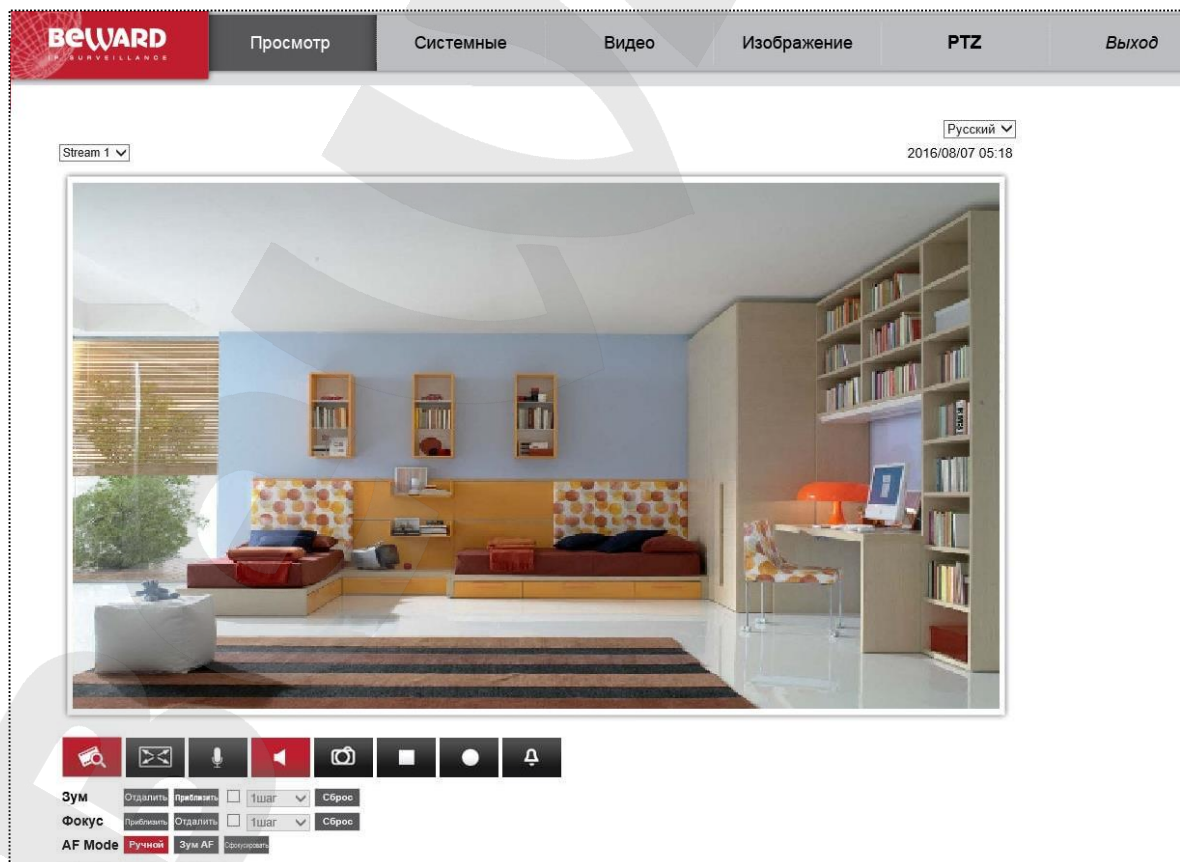 BEWARD
IP SURVEILLANCE
Просмотр Системные Видео Изображение PTZ Выход
Русский
Stream 1 2016/08/07 05:18
Зум Отдалить Приблизить 1шаг Сброс
Фокус Приблизить Отдалить 1шаг Сброс
AF Mode Ручной Зум AF Сфокусировать